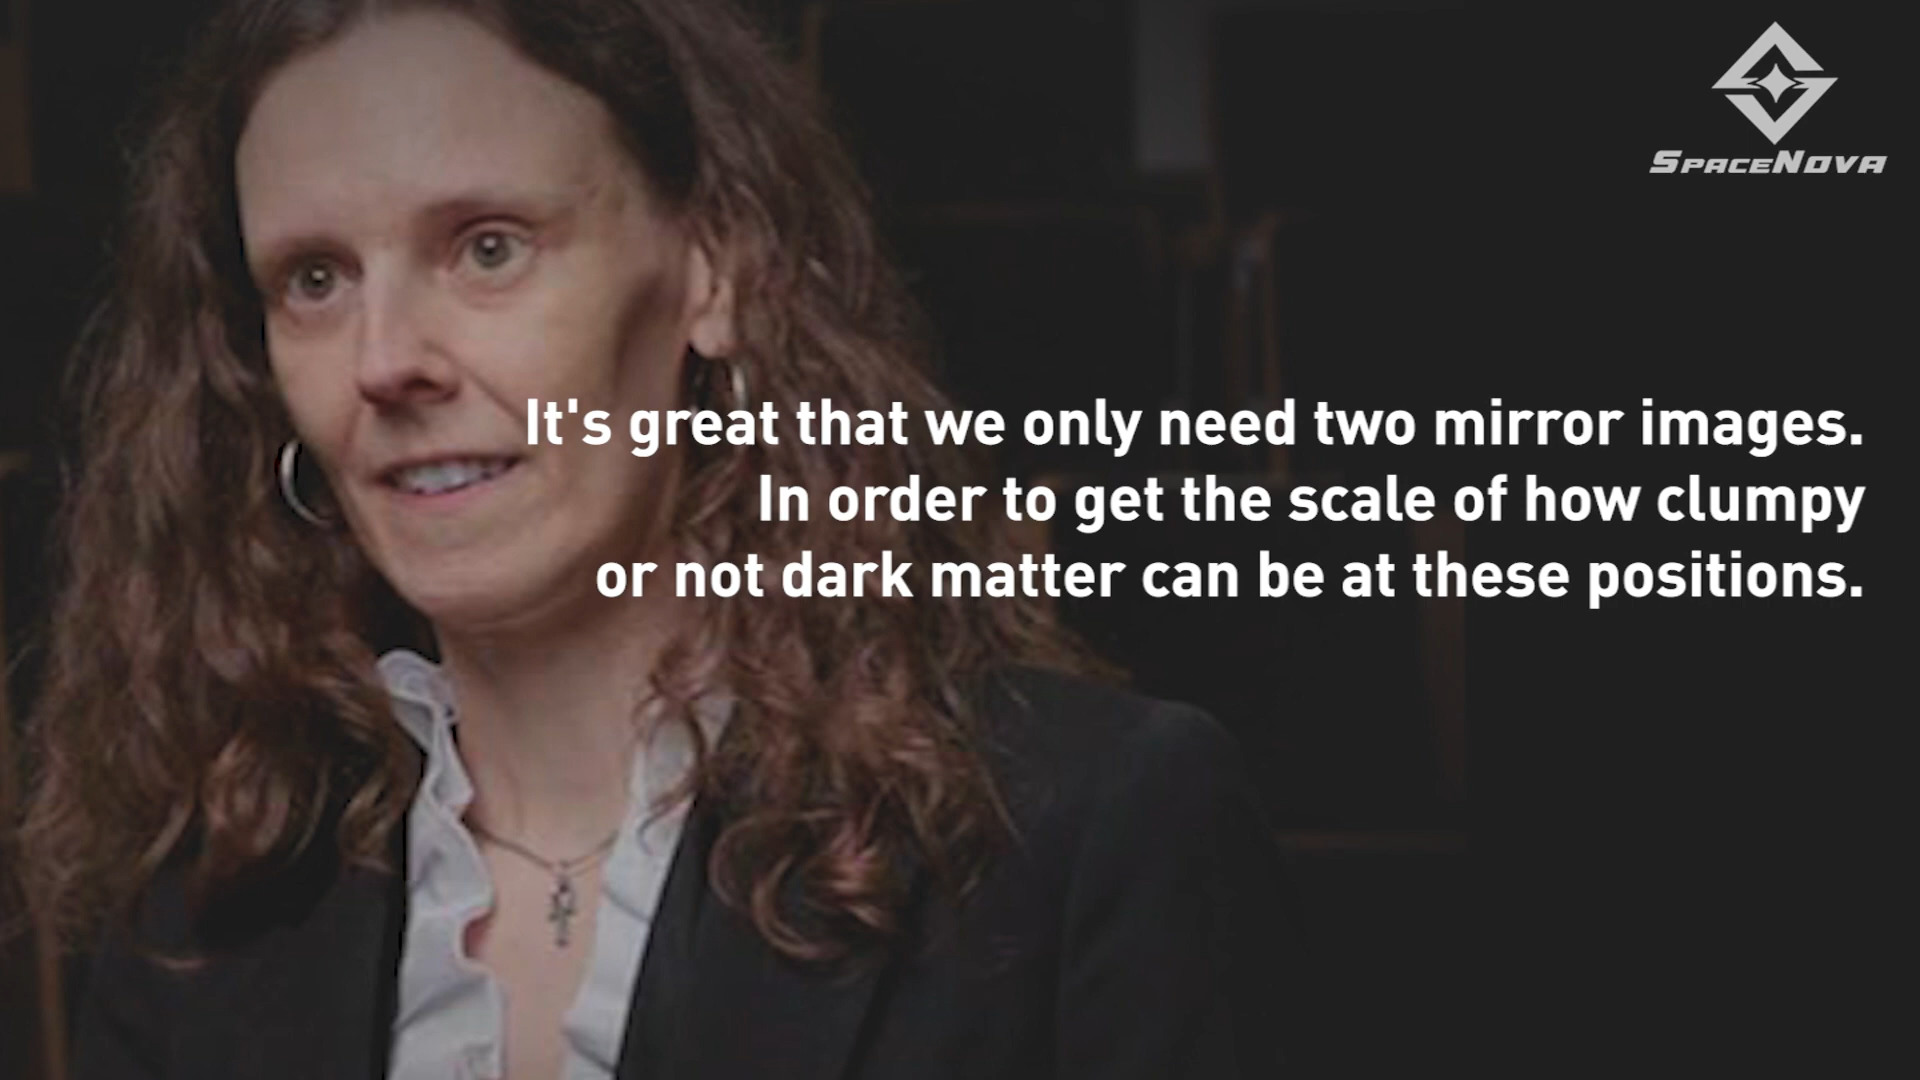 SpaceNova
It's great that we only need two mirror images.
In order to get the scale of how clumpy
or not dark matter can be at these positions.